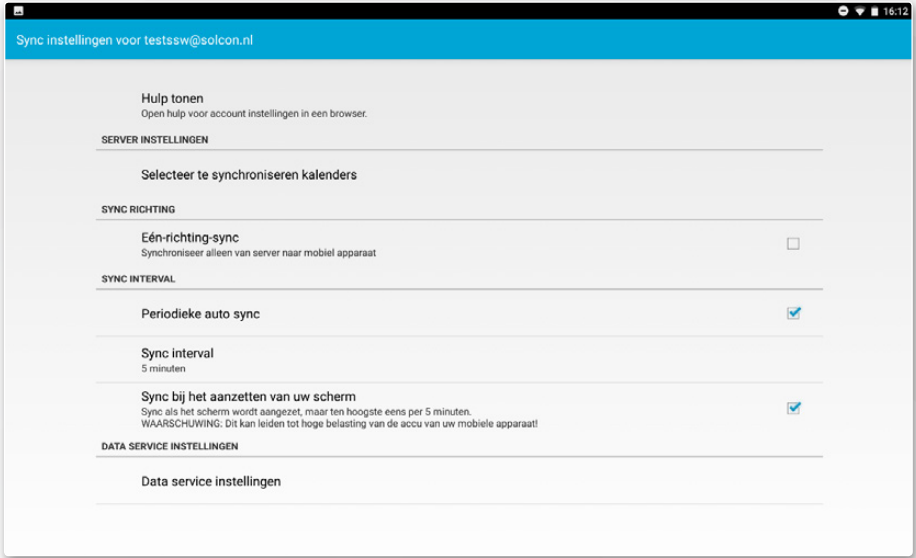 16:12
Sync instellingen voor testssw@solcon.nl
Hulp tonen
Open hulp voor account instellingen in een browser.
SERVER INSTELLINGEN
Selecteer te synchroniseren kalenders
SYNC RICHTING
Eén-richting-sync
Synchroniseer alleen van server naar mobiel apparaat
SYNC INTERVAL
Periodieke auto sync
Sync interval
5 minuten
Sync bij het aanzetten van uw scherm
Sync als het scherm wordt aangezet, maar ten hoogste eens per 5 minuten.
WAARSCHUWING: Dit kan leiden tot hoge belasting van de accu van uw mobiele apparaat!
DATA SERVICE INSTELLINGEN
Data service instellingen